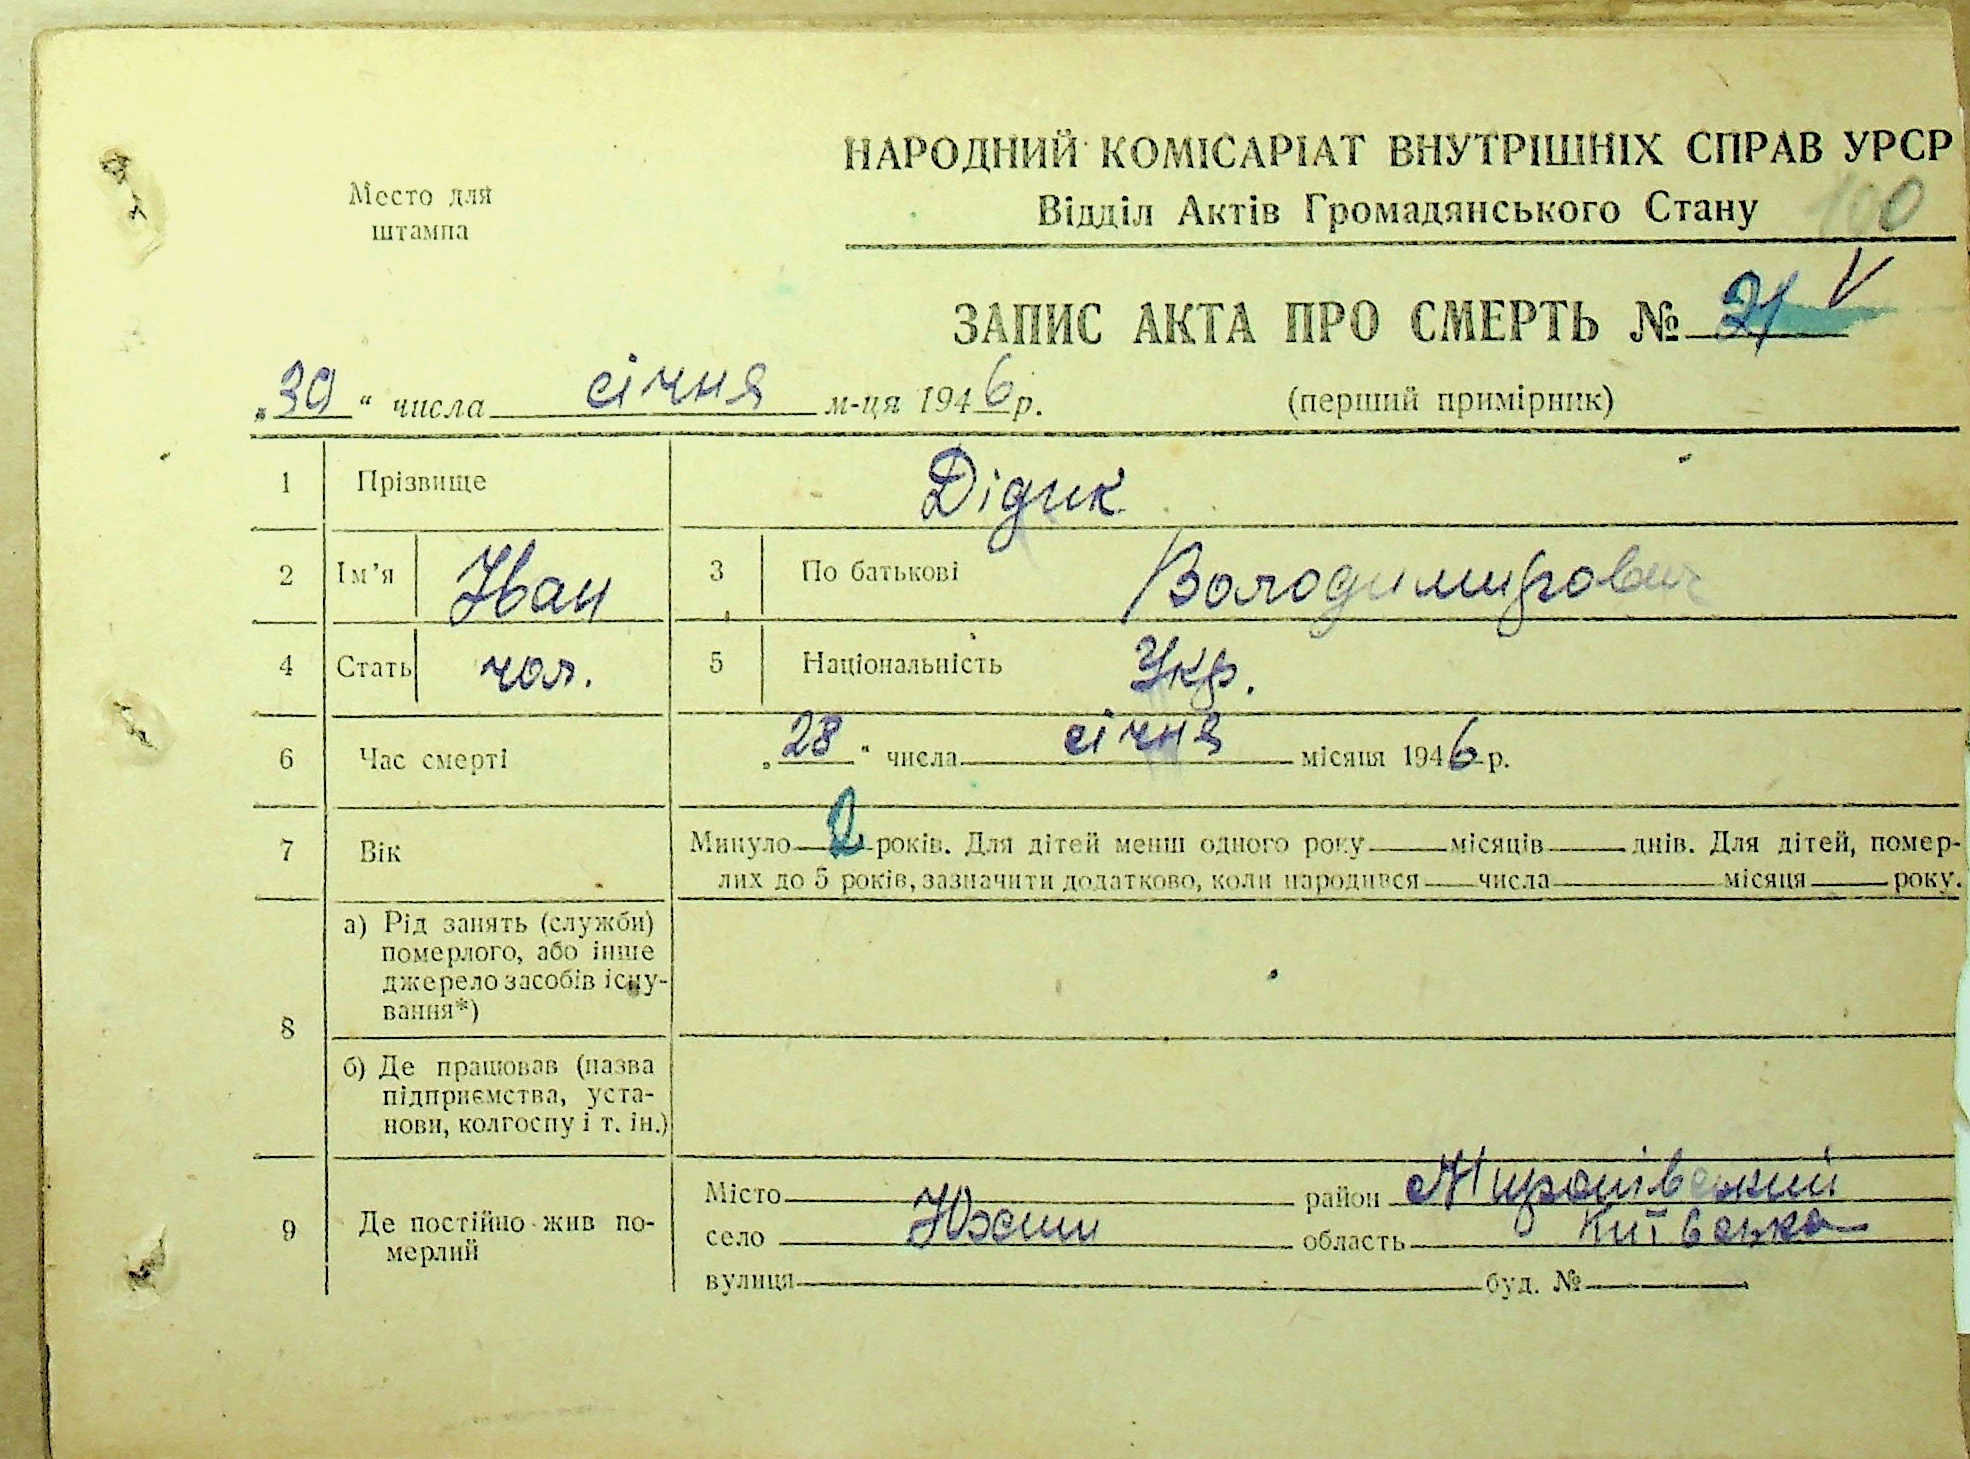 НАРОДНИЙ КОМІСАРІАТ ВНУТРІШНІХ СПРАВ УРСР
Место для штампа
Відділ Актів Громадянського Стану
100
ЗАПИС АКТА ПРО СМЕРТЬ № 21
„30“ числа січня м-ця 1946 р. (перший примірник)
1 Прізвище Дідик
2 Ім'я Іван 3 По батькові Володимирович
4 Стать чол. 5 Національність Укр.
6 Час смерті „28“ числа січня місяця 1946 р.
7 Вік Минуло 2 років. Для дітей менш одного року місяців днів. Для дітей, помер-
лих до 5 років, зазначити додатково, коли народився числа місяця року.
8 а) Рід занять (служби)
померлого, або інше
джерело засобів існу-
вання*)
б) Де працював (назва
підприємства, уста-
нови, колгоспу і т. ін.)
9 Де постійно жив по-
мерлий
Місто район Миронівський
село Юхни область Київська
вулиця буд. №